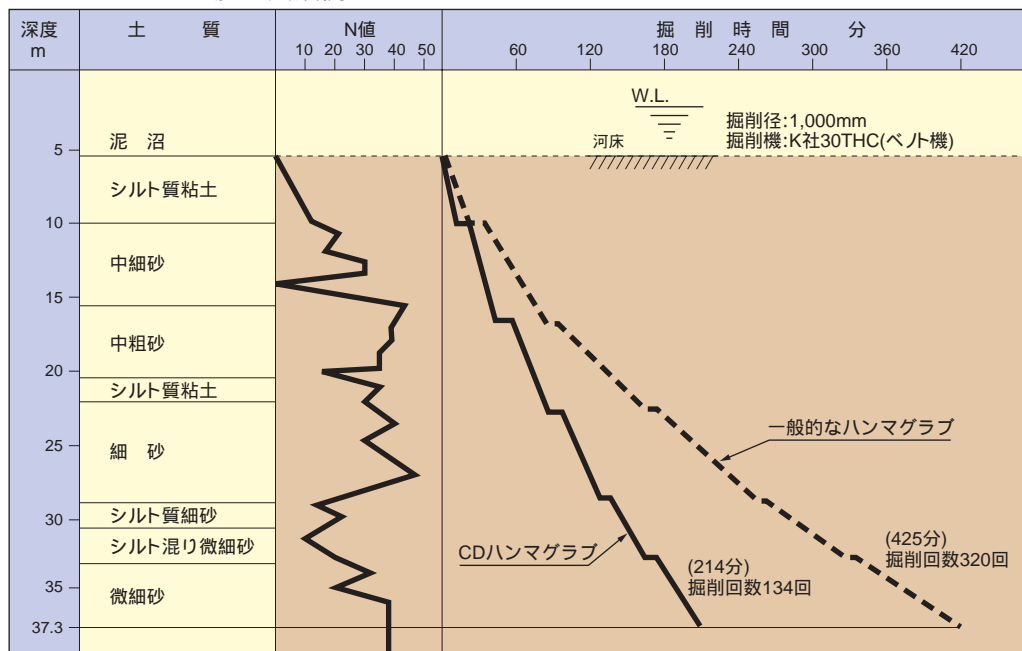 深度
m
土　質
N値
10 20 30 40 50
掘　削　時　間　分
60 120 180 240 300 360 420
W.L.
掘削径:1,000mm
掘削機:K社30THC(ベノト機)
河床
泥　沼
5
シルト質粘土
10
中細砂
15
中粗砂
20
シルト質粘土
細　砂
25
一般的なハンマグラブ
シルト質細砂
30
シルト混り微細砂
CDハンマグラブ
(425分)
掘削回数320回
(214分)
掘削回数134回
35
微細砂
37.3